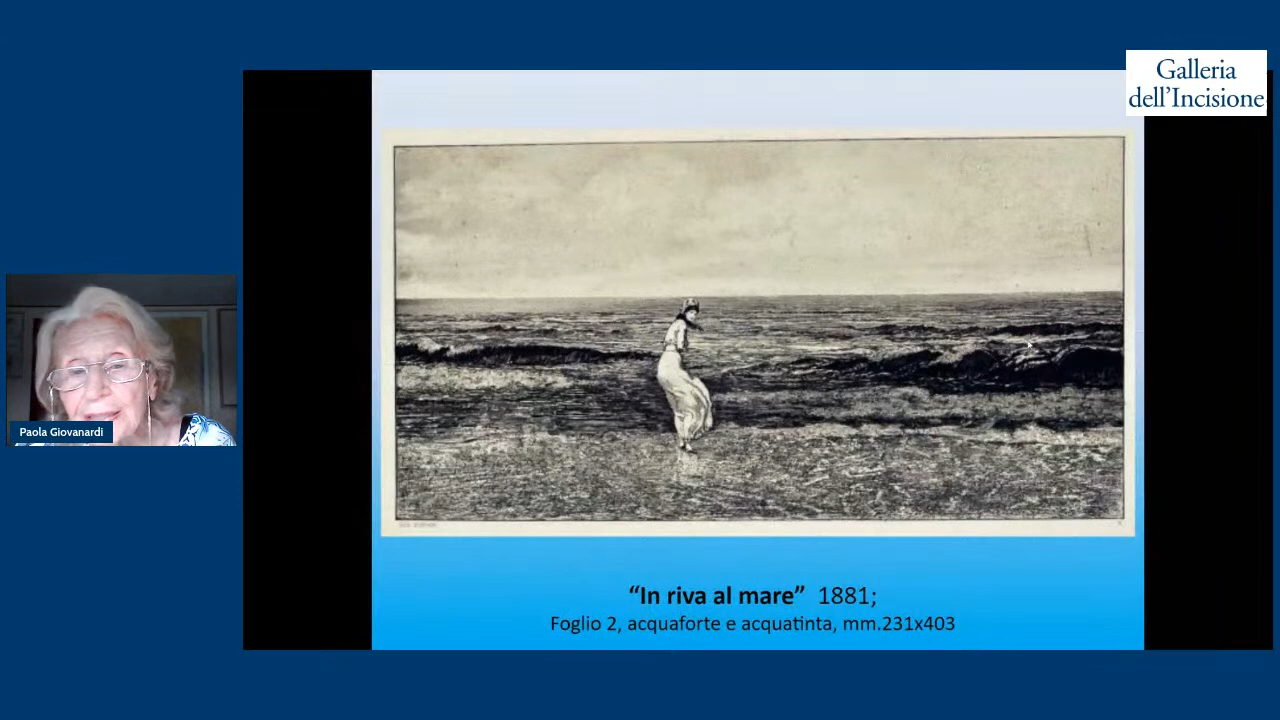 Galleria
dell'Incisione
Paola Giovanardi
“In riva al mare” 1881;
Foglio 2, acquaforte e acquatinta, mm.231x403